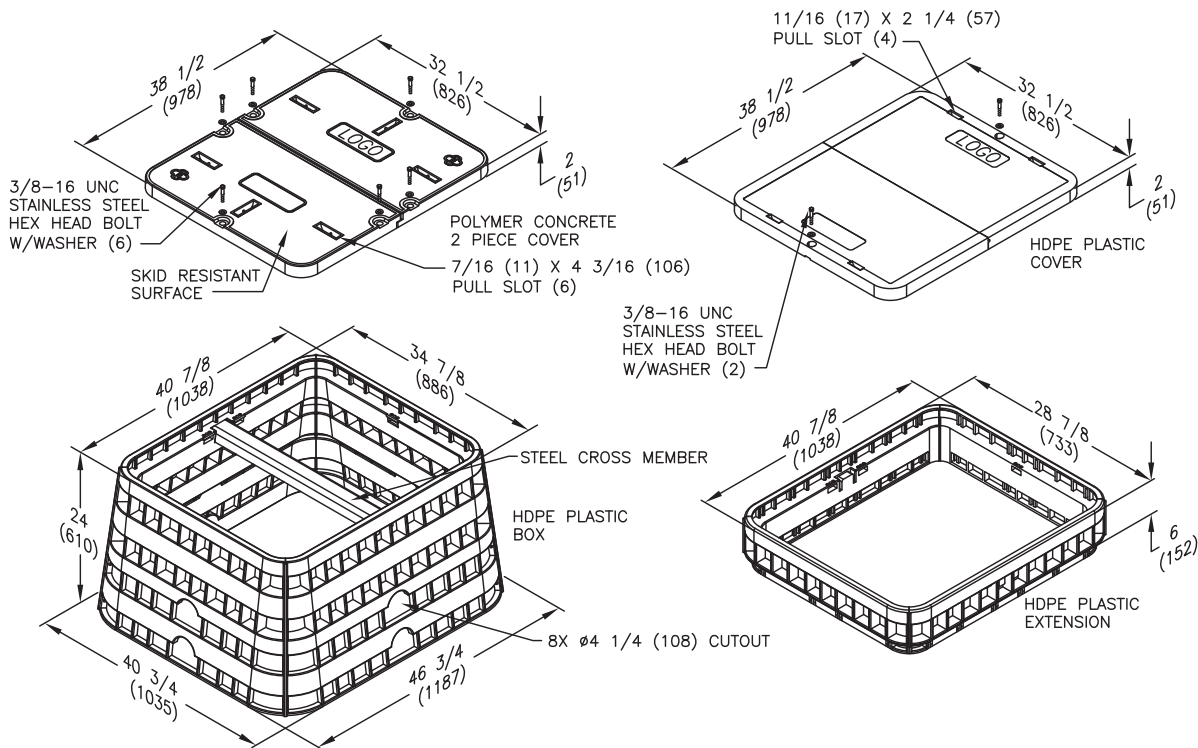 38 1/2
(978)
32 1/2
(826)
2
(51)
LOGO
3/8-16 UNC
STAINLESS STEEL
HEX HEAD BOLT
W/WASHER (6)
SKID RESISTANT
SURFACE
POLYMER CONCRETE
2 PIECE COVER
7/16 (11) X 4 3/16 (106)
PULL SLOT (6)
11/16 (17) X 2 1/4 (57)
PULL SLOT (4)
38 1/2
(978)
32 1/2
(826)
2
(51)
LOGO
HDPE PLASTIC
COVER
3/8-16 UNC
STAINLESS STEEL
HEX HEAD BOLT
W/WASHER (2)
40 7/8
(1038)
34 7/8
(886)
STEEL CROSS MEMBER
24
(610)
HDPE PLASTIC
BOX
8X ø4 1/4 (108) CUTOUT
40 3/4
(1035)
46 3/4
(1187)
40 7/8
(1038)
28 7/8
(733)
6
(152)
HDPE PLASTIC
EXTENSION